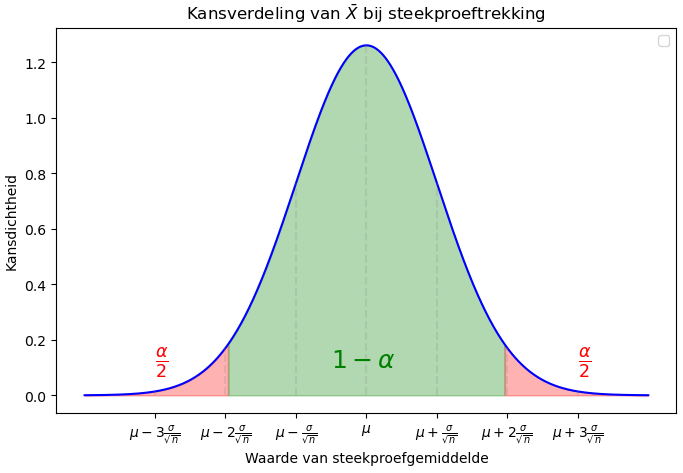 Kansverdeling van X̄ bij steekproeftrekking
Kansdichtheid
1.2
1.0
0.8
0.6
0.4
0.2
0.0
α/2
1 − α
α/2
μ − 3σ/√n
μ − 2σ/√n
μ − σ/√n
μ
μ + σ/√n
μ + 2σ/√n
μ + 3σ/√n
Waarde van steekproefgemiddelde